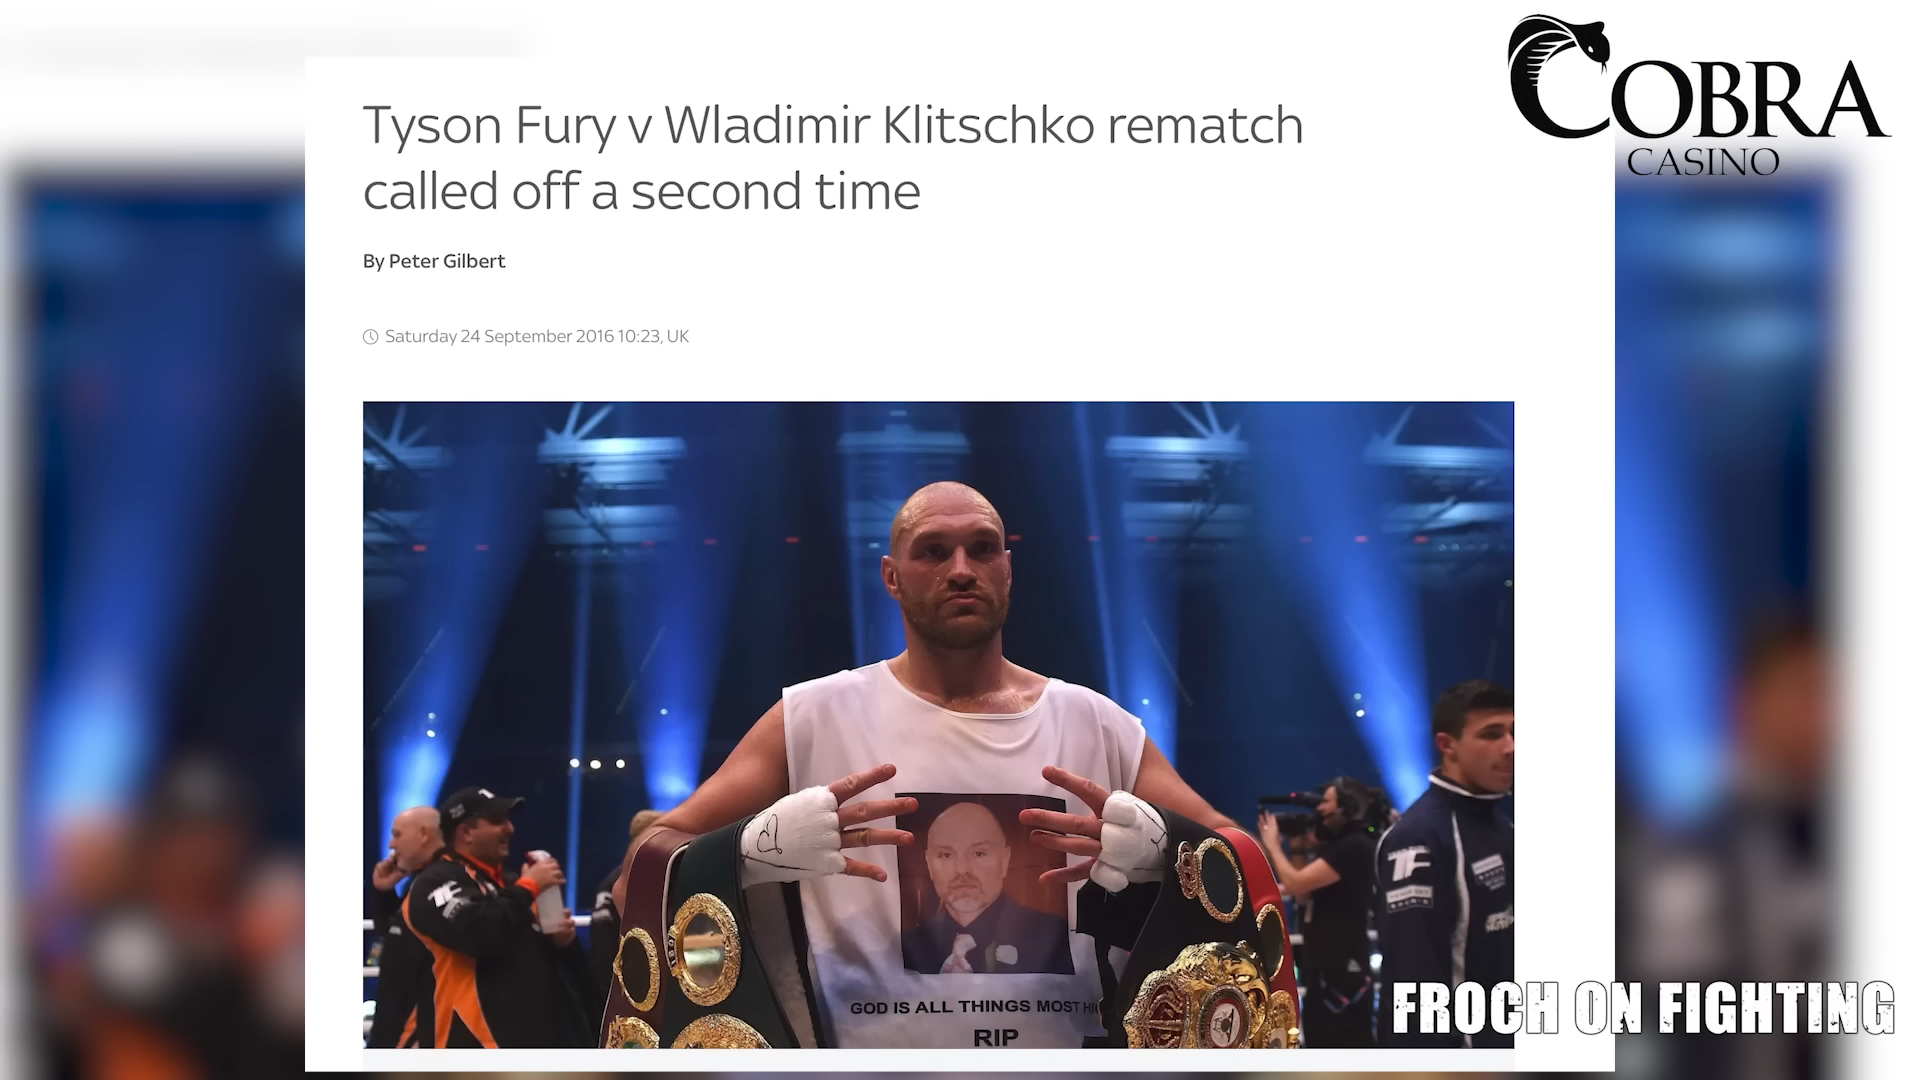 COBRA
CASINO
Tyson Fury v Wladimir Klitschko rematch
called off a second time
By Peter Gilbert
Saturday 24 September 2016 10:23, UK
GOD IS ALL THINGS MOST
RIP
FROCH ON FIGHTING